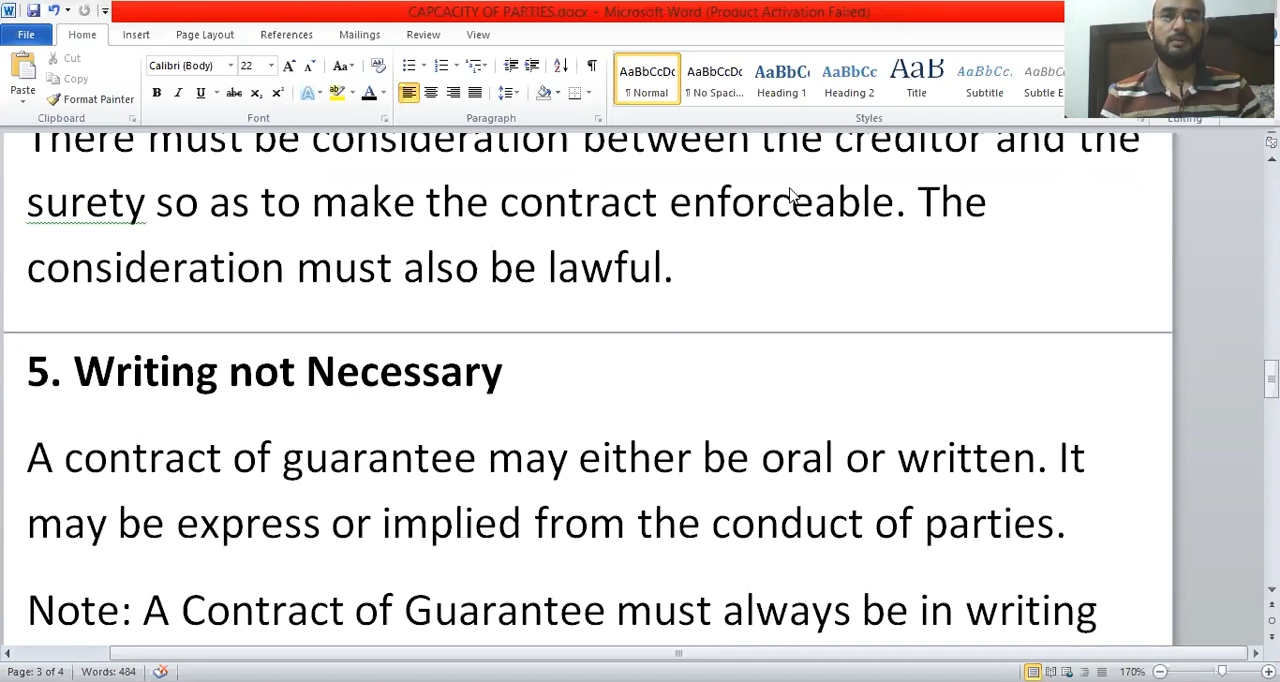 CAPCACITY OF PARTIES.docx - Microsoft Word (Product Activation Failed)
File Home Insert Page Layout References Mailings Review View
Cut
Copy
Format Painter
Paste
Calibri (Body) 22
AaBbCcDc AaBbCcDc AaBbC AaBbCc AaB AaBbCc. AaBbCc
¶ Normal ¶ No Spaci... Heading 1 Heading 2 Title Subtitle Subtle E
Clipboard Font Paragraph Styles Editing
There must be consideration between the creditor and the
surety so as to make the contract enforceable. The
consideration must also be lawful.
5. Writing not Necessary
A contract of guarantee may either be oral or written. It
may be express or implied from the conduct of parties.
Note: A Contract of Guarantee must always be in writing
Page: 3 of 4 Words: 484 170%